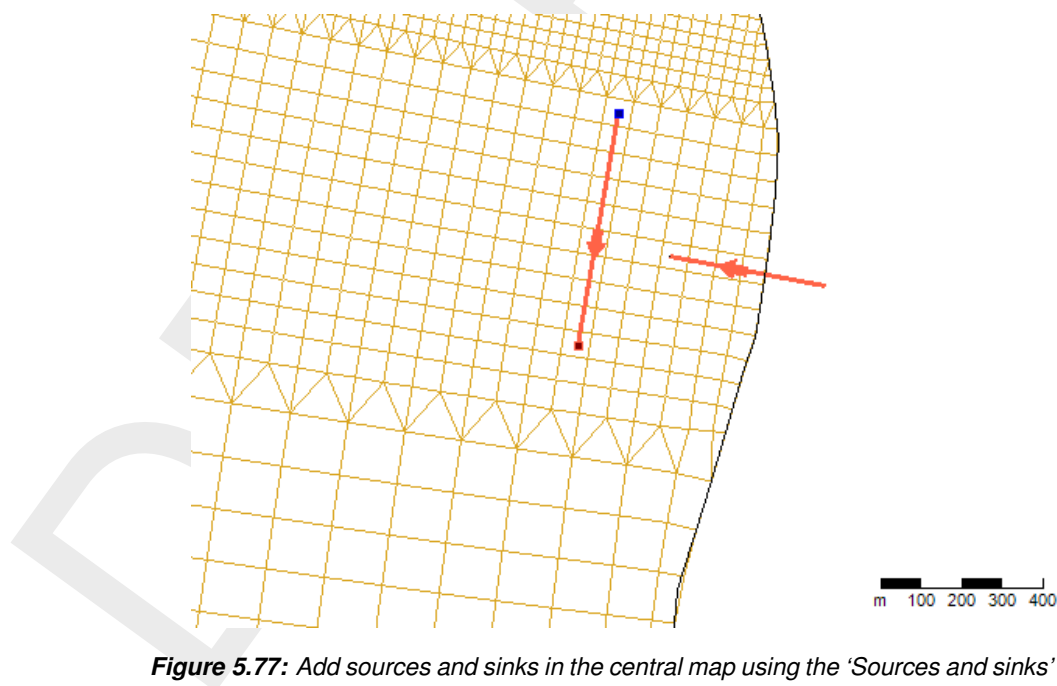 m 100 200 300 400
Figure 5.77: Add sources and sinks in the central map using the ‘Sources and sinks’